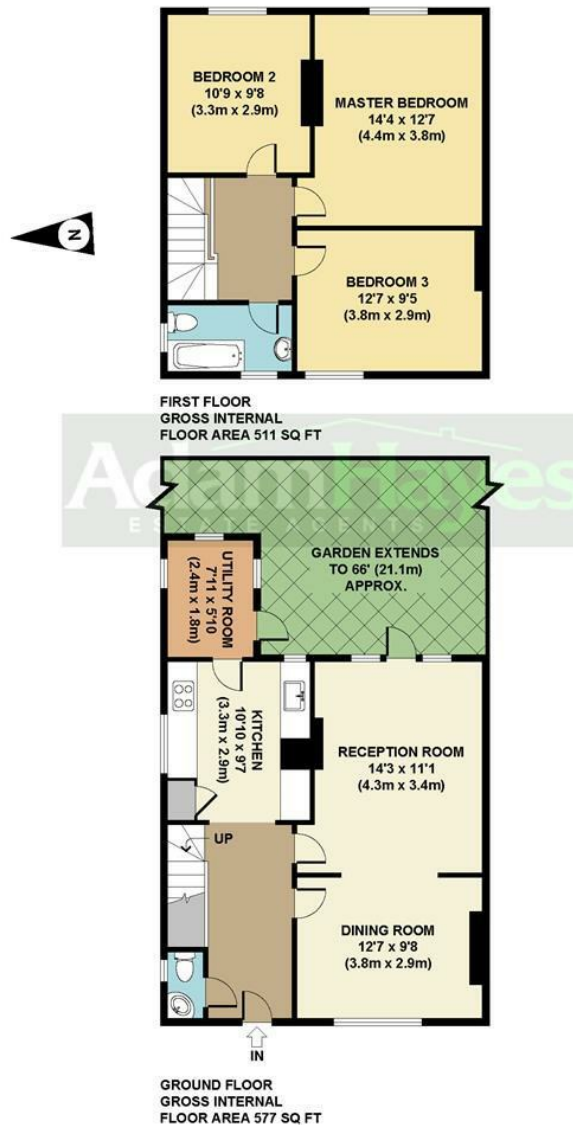 BEDROOM 2
10'9 x 9'8
(3.3m x 2.9m)
MASTER BEDROOM
14'4 x 12'7
(4.4m x 3.8m)
N
BEDROOM 3
12'7 x 9'5
(3.8m x 2.9m)
FIRST FLOOR
GROSS INTERNAL
FLOOR AREA 511 SQ FT
AdamHayes
ESTATE AGENTS
GARDEN EXTENDS
TO 66' (21.1m)
APPROX.
UTILITY ROOM
7'11 x 5'10
(2.4m x 1.8m)
KITCHEN
10'10 x 9'7
(3.3m x 2.9m)
RECEPTION ROOM
14'3 x 11'1
(4.3m x 3.4m)
UP
DINING ROOM
12'7 x 9'8
(3.8m x 2.9m)
IN
GROUND FLOOR
GROSS INTERNAL
FLOOR AREA 577 SQ FT